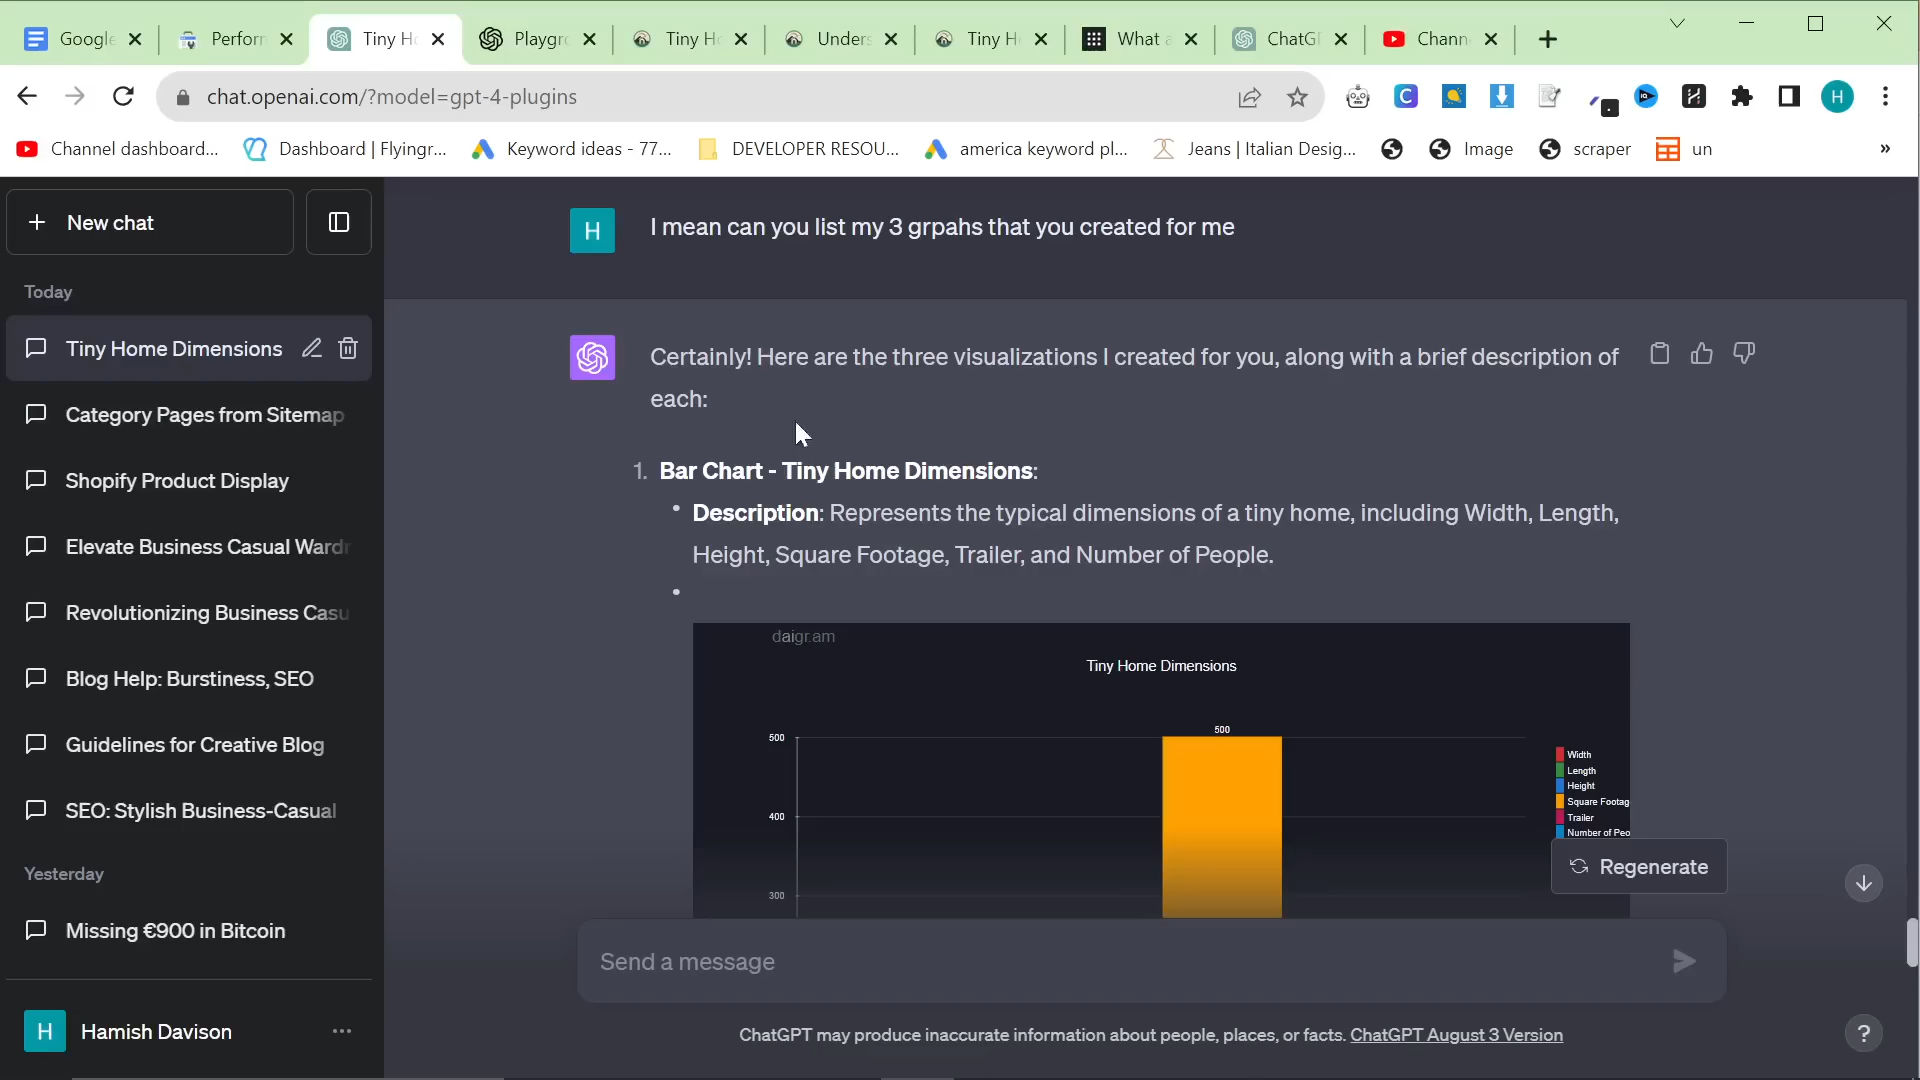 Google
Perforn
Tiny H
Playgr
Tiny H
Unders
Tiny H
What a
ChatG
Chann
chat.openai.com/?model=gpt-4-plugins
H
Channel dashboard...
Dashboard | Flyingr...
Keyword ideas - 77...
DEVELOPER RESOU...
america keyword pl...
Jeans | Italian Desig...
Image
scraper
un
»
New chat
Today
Tiny Home Dimensions
Category Pages from Sitemap
Shopify Product Display
Elevate Business Casual Wardr
Revolutionizing Business Casu
Blog Help: Burstiness, SEO
Guidelines for Creative Blog
SEO: Stylish Business-Casual
Yesterday
Missing €900 in Bitcoin
H Hamish Davison
H
I mean can you list my 3 grpahs that you created for me
Certainly! Here are the three visualizations I created for you, along with a brief description of
each:
1. Bar Chart - Tiny Home Dimensions:
• Description: Represents the typical dimensions of a tiny home, including Width, Length,
Height, Square Footage, Trailer, and Number of People.
•
daigr.am
Tiny Home Dimensions
500
500
400
300
Width
Length
Height
Square Footag
Trailer
Number of Peo
Regenerate
Send a message
ChatGPT may produce inaccurate information about people, places, or facts. ChatGPT August 3 Version
?